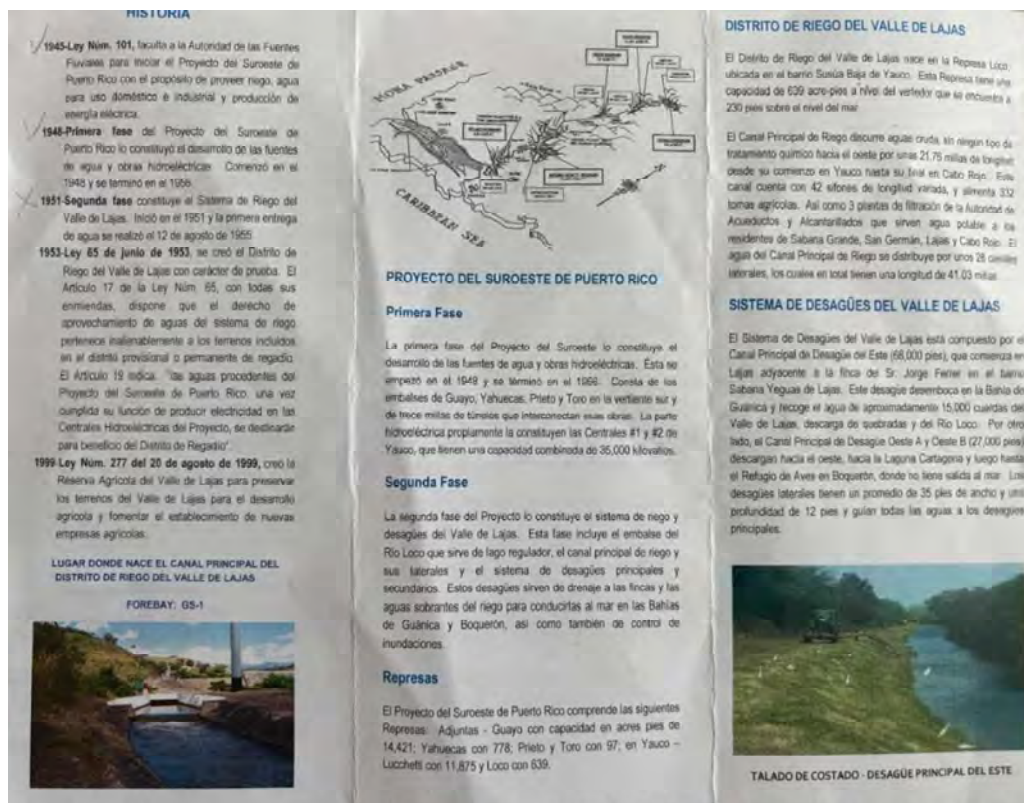 HISTORIA
1945-Ley Núm. 101, faculta a la Autoridad de las Fuentes
Fluviales para iniciar el Proyecto del Suroeste de
Puerto Rico con el propósito de proveer riego, agua
para uso doméstico e industrial y producción de
energía eléctrica.
1948-Primera fase del Proyecto del Suroeste de
Puerto Rico lo constituyó el desarrollo de las fuentes
de agua y obras hidroeléctricas. Comenzó en el
1948 y se terminó en el
1951-Segunda fase constituye el Sistema de Riego del
Valle de Lajas. Inició en el 1951 y la primera entrega
de agua se realizó el 12 de agosto de 1955
1953-Ley 65 de junio de 1953, se creó el Distrito de
Riego del Valle de Lajas con carácter de prueba. El
Artículo 17 de la Ley Núm. 65, con todas sus
enmiendas, dispone que el derecho de
aprovechamiento de aguas del sistema de riego
pertenece inalienablemente a los terrenos incluidos
en el distrito provisional o permanente de regadío.
El Artículo 19 indica. "las aguas procedentes del
Proyecto del Suroeste de Puerto Rico, una vez
cumplida su función de producir electricidad en las
Centrales Hidroeléctricas del Proyecto, se destinarán
para beneficio del Distrito de Regadío".
1999-Ley Núm. 277 del 20 de agosto de 1999, creó la
Reserva Agrícola del Valle de Lajas para preservar
los terrenos del Valle de Lajas para el desarrollo
agrícola y fomentar el establecimiento de nuevas
empresas agrícolas.
LUGAR DONDE NACE EL CANAL PRINCIPAL DEL
DISTRITO DE RIEGO DEL VALLE DE LAJAS
FOREBAY: GS-1
MONA PASSAGE
CARIBBEAN SEA
PROYECTO DEL SUROESTE DE PUERTO RICO
Primera Fase
La primera fase del Proyecto del Suroeste lo constituye el
desarrollo de las fuentes de agua y obras hidroeléctricas. Esta se
empezó en el 1949 y se terminó en el Consta de los
embalses de Guayo, Yahuecas, Prieto y Toro en la vertiente sur y
de trece millas de túneles que interconectan esas obras. La parte
hidroeléctrica propiamente la constituyen las Centrales #1 y #2 de
Yauco, que tienen una capacidad combinada de 35,000 kilovatios.
Segunda Fase
La segunda fase del Proyecto lo constituye el sistema de riego y
desagües del Valle de Lajas. Esta fase incluye el embalse del
Río Loco que sirve de lago regulador, el canal principal de riego y
sus laterales y el sistema de desagües principales y
secundarios. Estos desagües sirven de drenaje a las fincas y las
aguas sobrantes del riego para conducirlas al mar en las Bahías
de Guánica y Boquerón, así como también de control de
inundaciones.
Represas
El Proyecto del Suroeste de Puerto Rico comprende las siguientes
Represas: Adjuntas - Guayo con capacidad en acres pies de
14,421; Yahuecas con 778; Prieto y Toro con 97; en Yauco –
Lucchetti con 11,875 y Loco con 639.
DISTRITO DE RIEGO DEL VALLE DE LAJAS
El Distrito de Riego del Valle de Lajas nace en la Represa Loco,
ubicada en el barrio Susúa Baja de Yauco. Esta Represa tiene una
capacidad de 639 acre-pies a nivel del vertedor que se encuentra a
230 pies sobre el nivel del mar
El Canal Principal de Riego discurre aguas cruda, sin ningún tipo de
tratamiento químico hacia el oeste por unas 21.75 millas de longitud
desde su comienzo en Yauco hasta su final en Cabo Rojo. Este
canal cuenta con 42 sifones de longitud variada, y alimenta 332
tomas agrícolas. Así como 3 plantas de filtración de la Autoridad de
Acueductos y Alcantarillados que sirven agua potable a los
residentes de Sabana Grande, San Germán, Lajas y Cabo Rojo. El
agua del Canal Principal de Riego se distribuye por unos 28 canales
laterales, los cuales en total tienen una longitud de 41.03 millas
SISTEMA DE DESAGÜES DEL VALLE DE LAJAS
El Sistema de Desagües del Valle de Lajas está compuesto por el
Canal Principal de Desagüe del Este (68,000 pies), que comienza en
Lajas adyacente a la finca del Sr. Jorge Ferrer en el barrio
Sabana Yeguas de Lajas. Este desagüe desemboca en la Bahía de
Guánica y recoge el agua de aproximadamente 15,000 cuerdas del
Valle de Lajas, descarga de quebradas y del Río Loco. Por otro
lado, el Canal Principal de Desagüe Oeste A y Oeste B (27,000 pies)
descargan hacia el oeste, hacia la Laguna Cartagena y luego hasta
el Refugio de Aves en Boquerón, donde no tiene salida al mar. Los
desagües laterales tienen un promedio de 35 pies de ancho y una
profundidad de 12 pies y guían todas las aguas a los desagües
principales.
TALADO DE COSTADO - DESAGÜE PRINCIPAL DEL ESTE